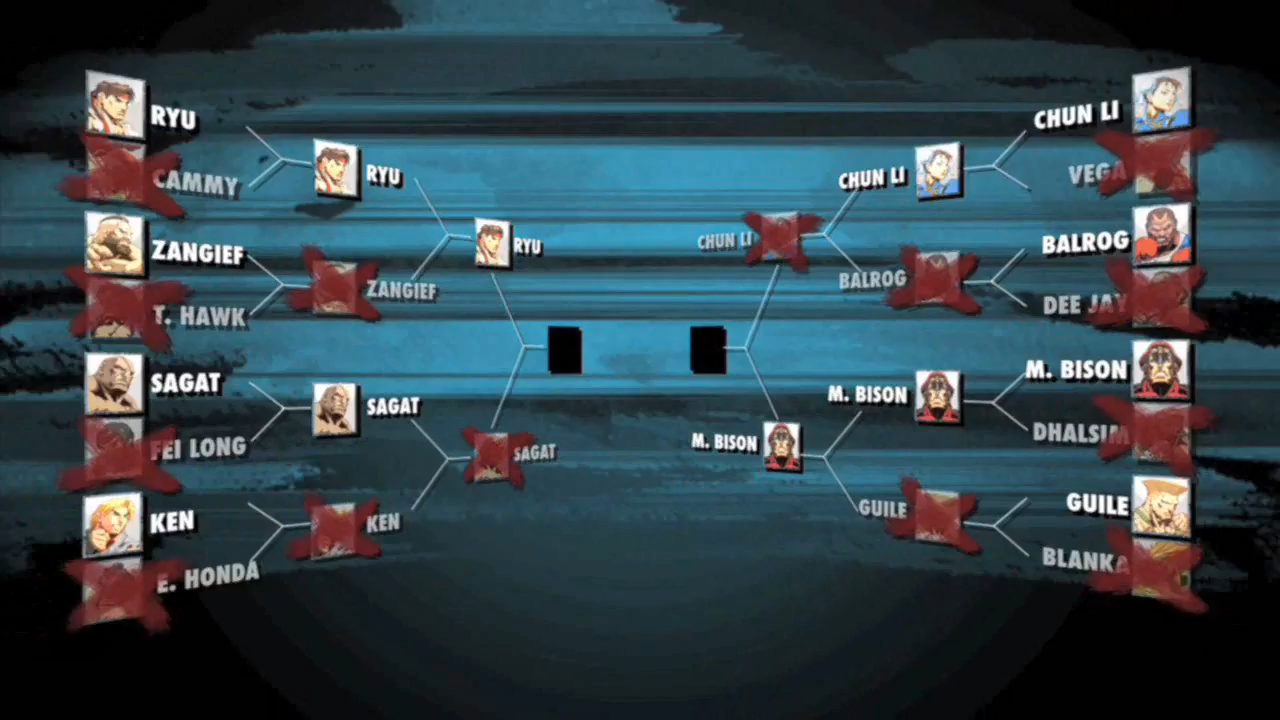 RYU
CAMMY
ZANGIEF
T. HAWK
SAGAT
FEI LONG
KEN
E. HONDA
RYU
ZANGIEF
SAGAT
KEN
RYU
SAGAT
CHUN LI
M. BISON
CHUN LI
BALROG
M. BISON
GUILE
CHUN LI
VEGA
BALROG
DEE JAY
M. BISON
DHALSIM
GUILE
BLANKA